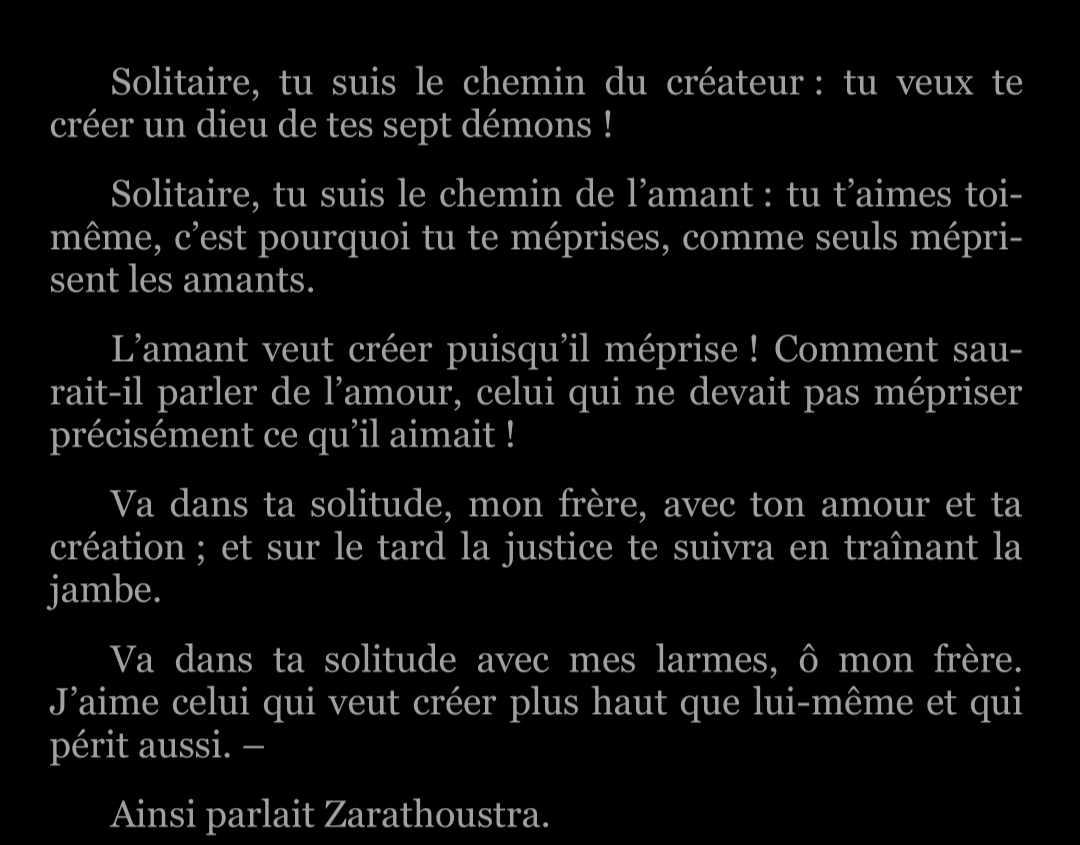 Solitaire, tu suis le chemin du créateur : tu veux te
créer un dieu de tes sept démons !
Solitaire, tu suis le chemin de l’amant : tu t’aimes toi-
même, c’est pourquoi tu te méprises, comme seuls mépri-
sent les amants.
L’amant veut créer puisqu’il méprise ! Comment sau-
rait-il parler de l’amour, celui qui ne devait pas mépriser
précisément ce qu’il aimait !
Va dans ta solitude, mon frère, avec ton amour et ta
création ; et sur le tard la justice te suivra en traînant la
jambe.
Va dans ta solitude avec mes larmes, ô mon frère.
J’aime celui qui veut créer plus haut que lui-même et qui
périt aussi. –
Ainsi parlait Zarathoustra.